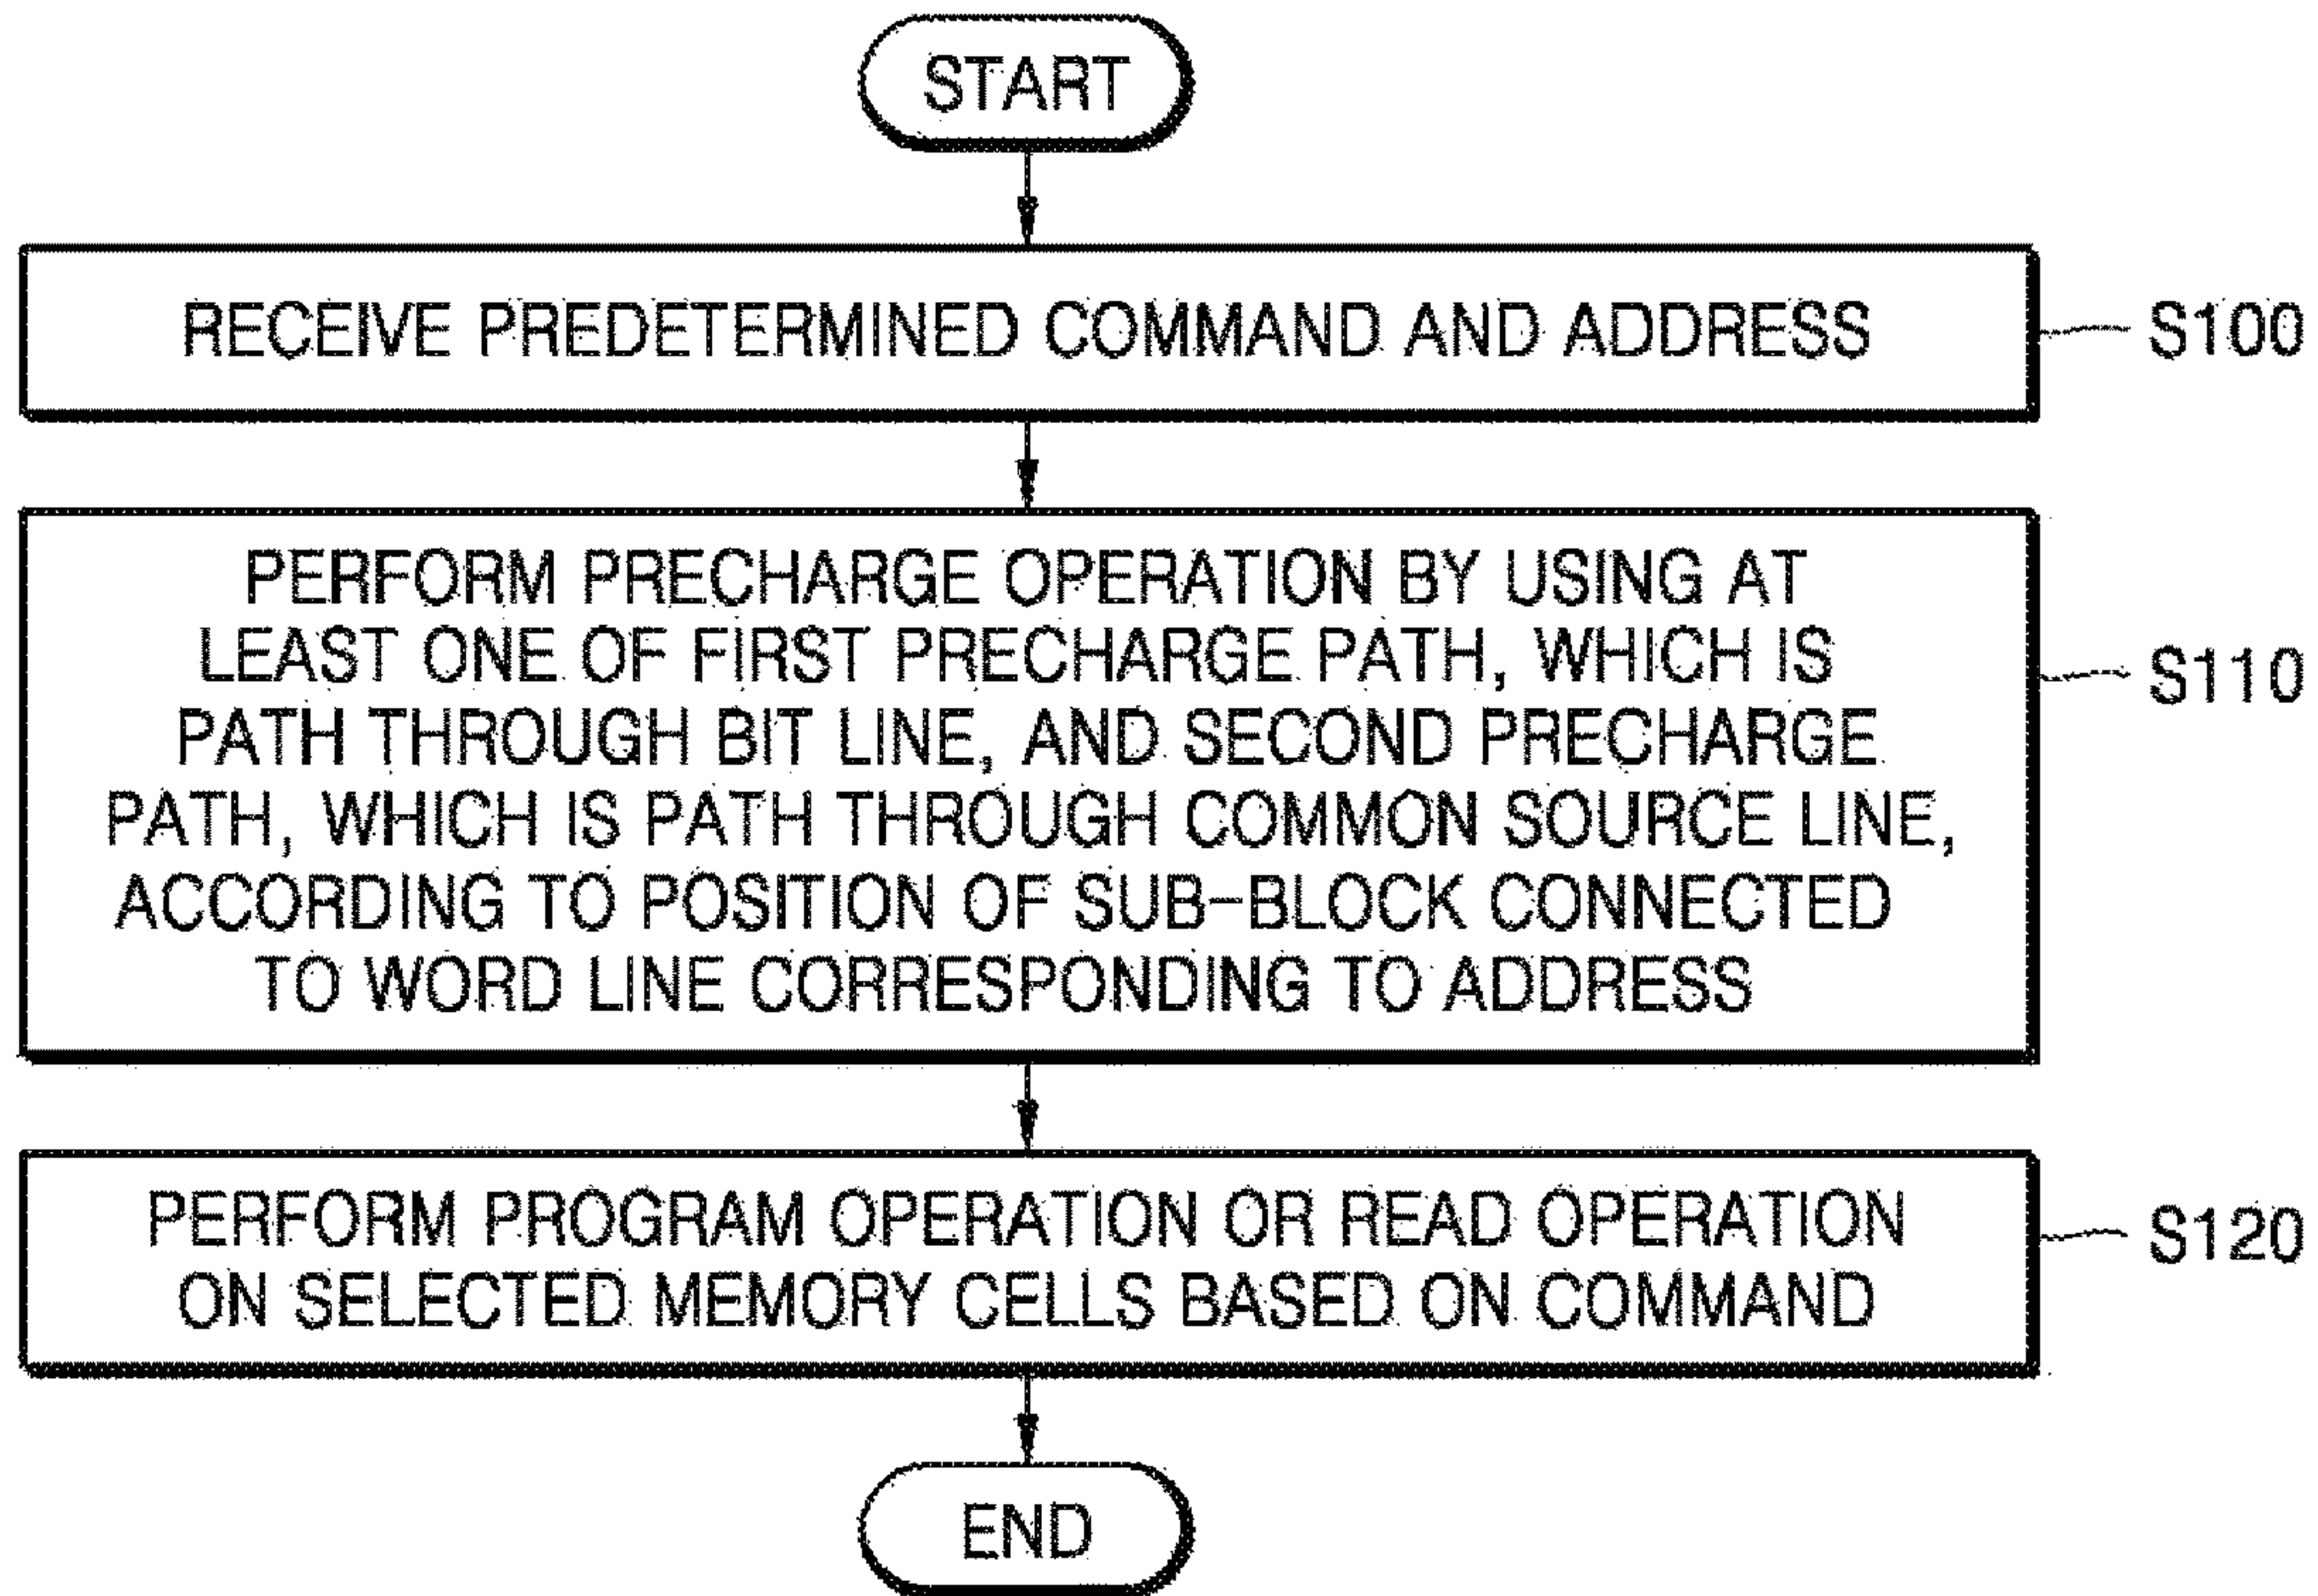 START
RECEIVE PREDETERMINED COMMAND AND ADDRESS
S100
PERFORM PRECHARGE OPERATION BY USING AT
LEAST ONE OF FIRST PRECHARGE PATH, WHICH IS
PATH THROUGH BIT LINE, AND SECOND PRECHARGE
PATH, WHICH IS PATH THROUGH COMMON SOURCE LINE,
ACCORDING TO POSITION OF SUB-BLOCK CONNECTED
TO WORD LINE CORRESPONDING TO ADDRESS
S110
PERFORM PROGRAM OPERATION OR READ OPERATION
ON SELECTED MEMORY CELLS BASED ON COMMAND
S120
END